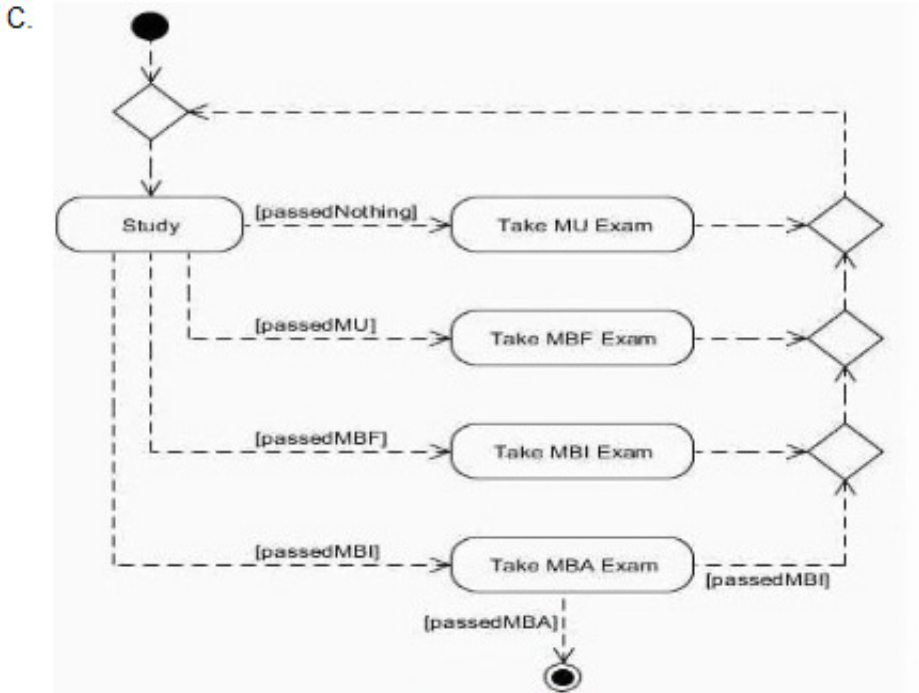 C.
Study
[passedNothing]
Take MU Exam
[passedMU]
Take MBF Exam
[passedMBF]
Take MBI Exam
[passedMBI]
Take MBA Exam
[passedMBI]
[passedMBA]